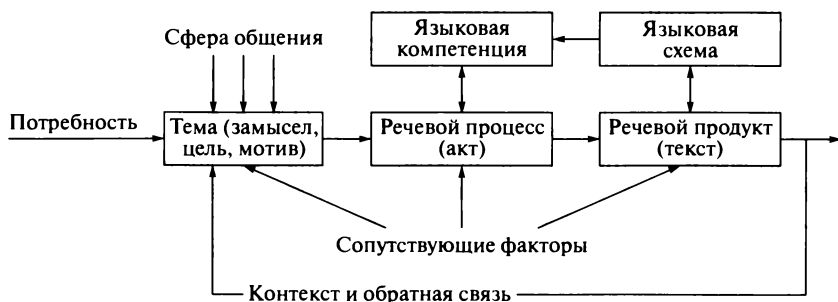 Сфера общения
Языковая
компетенция
Языковая
схема
Потребность
Тема (замысел,
цель, мотив)
Речевой процесс
(акт)
Речевой продукт
(текст)
Сопутствующие факторы
Контекст и обратная связь